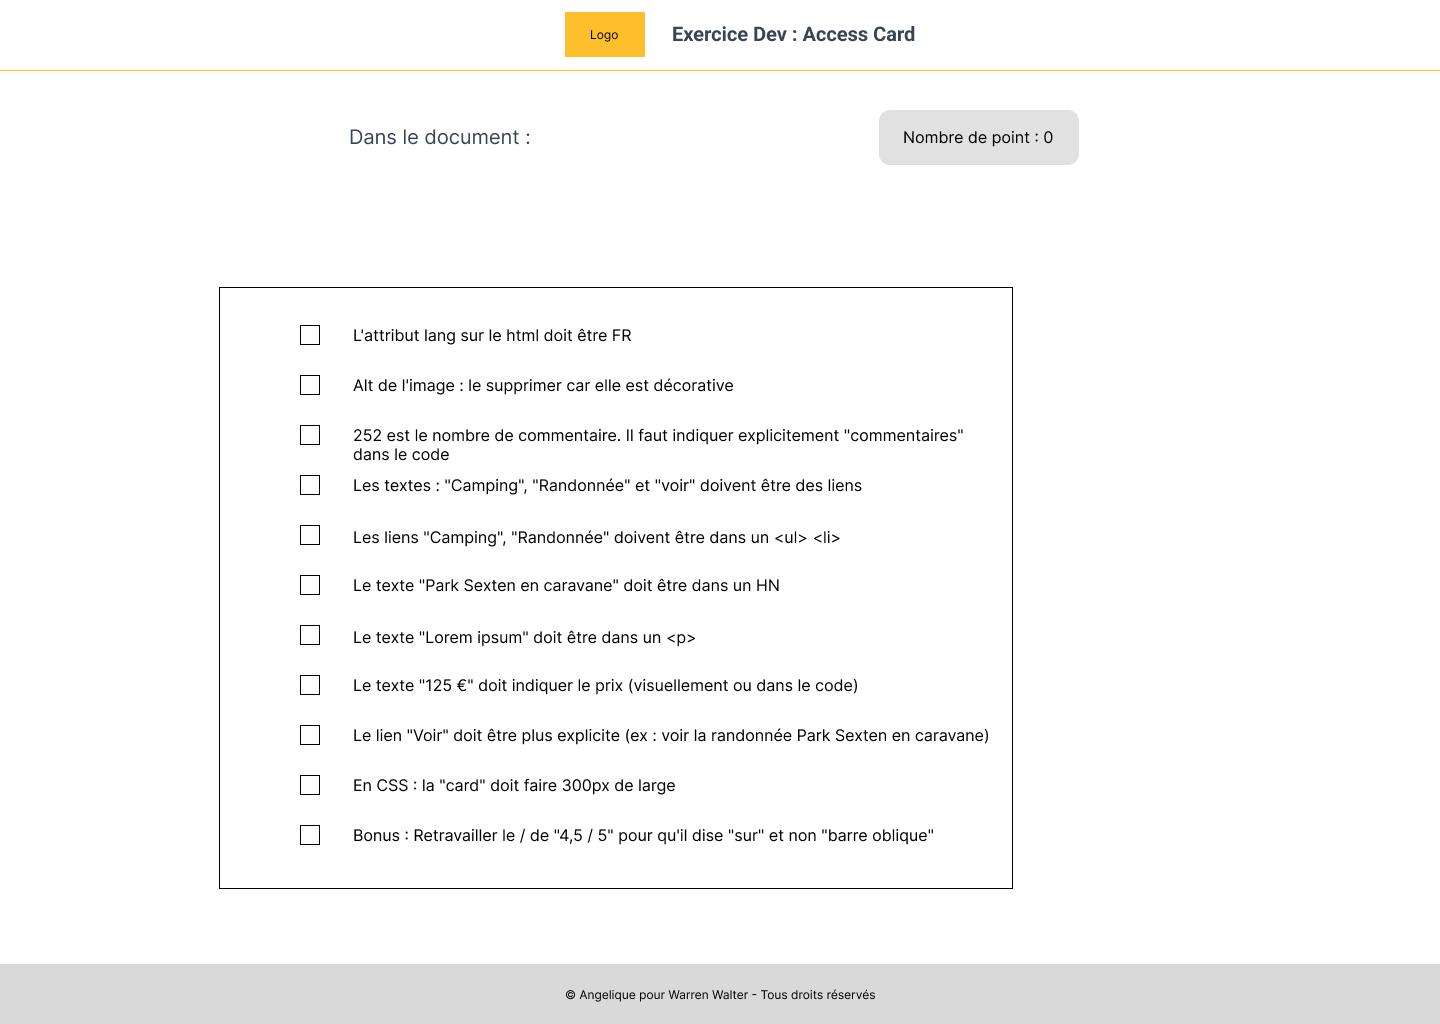 Logo
Exercice Dev : Access Card
Dans le document :
Nombre de point : 0
L'attribut lang sur le html doit être FR
Alt de l'image : le supprimer car elle est décorative
252 est le nombre de commentaire. Il faut indiquer explicitement "commentaires"
dans le code
Les textes : "Camping", "Randonnée" et "voir" doivent être des liens
Les liens "Camping", "Randonnée" doivent être dans un <ul> <li>
Le texte "Park Sexten en caravane" doit être dans un HN
Le texte "Lorem ipsum" doit être dans un <p>
Le texte "125 €" doit indiquer le prix (visuellement ou dans le code)
Le lien "Voir" doit être plus explicite (ex : voir la randonnée Park Sexten en caravane)
En CSS : la "card" doit faire 300px de large
Bonus : Retravailler le / de "4,5 / 5" pour qu'il dise "sur" et non "barre oblique"
© Angelique pour Warren Walter - Tous droits réservés